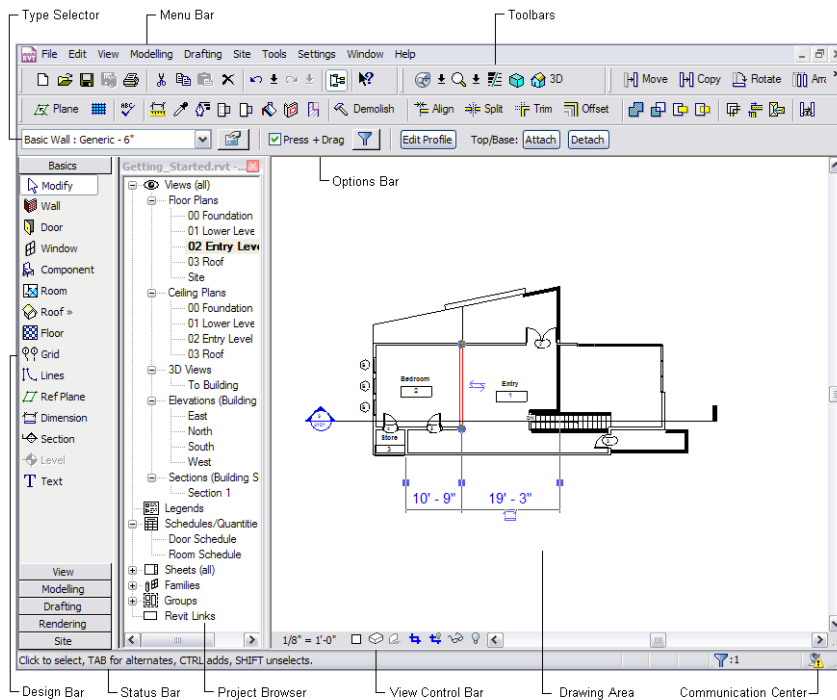 Type Selector
Menu Bar
Toolbars
File Edit View Modelling Drafting Site Tools Settings Window Help
3D Move Copy Rotate
Plane Demolish Align Split Trim Offset
Basic Wall : Generic - 6"
Press + Drag
Edit Profile
Top/Base: Attach Detach
Options Bar
Basics
Modify
Wall
Door
Window
Component
Room
Roof »
Floor
Grid
Lines
Ref Plane
Dimension
Section
Level
Text
View
Modelling
Drafting
Rendering
Site
Getting_Started.rvt - ...
Views (all)
Floor Plans
00 Foundation
01 Lower Leve
02 Entry Leve
03 Roof
Site
Ceiling Plans
00 Foundation
01 Lower Leve
02 Entry Level
03 Roof
3D Views
To Building
Elevations (Building
East
North
South
West
Sections (Building S
Section 1
Legends
Schedules/Quantitie
Door Schedule
Room Schedule
Sheets (all)
Families
Groups
Revit Links
Bedroom
2
Entry
1
Store
3
10' - 9"
19' - 3"
1/8" = 1'-0"
Click to select, TAB for alternates, CTRL adds, SHIFT unselects.
:1
Design Bar
Status Bar
Project Browser
View Control Bar
Drawing Area
Communication Center